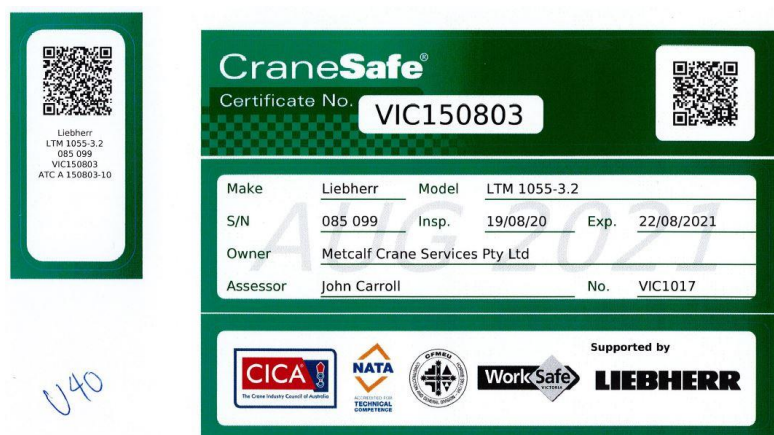 Liebherr
LTM 1055-3.2
085 099
VIC150803
ATC A 150803-10
U40
CraneSafe®
Certificate No. VIC150803
AUG 2021
Make Liebherr Model LTM 1055-3.2
S/N 085 099 Insp. 19/08/20 Exp. 22/08/2021
Owner Metcalf Crane Services Pty Ltd
Assessor John Carroll No. VIC1017
CICA
The Crane Industry Council of Australia
NATA
ACCREDITED FOR
TECHNICAL
COMPETENCE
CFMEU
WorkSafe
VICTORIA
Supported by
LIEBHERR